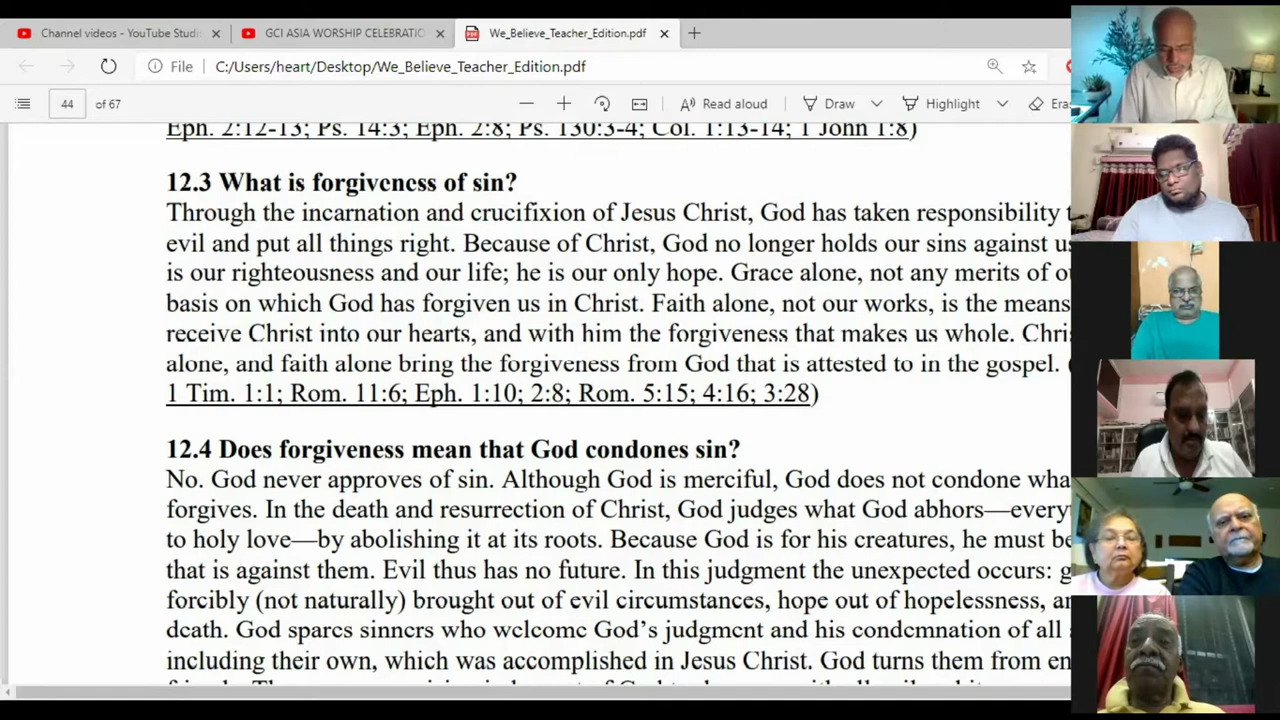 Channel videos - YouTube Studi
GCI ASIA WORSHIP CELEBRATIO
We_Believe_Teacher_Edition.pdf
File
C:/Users/heart/Desktop/We_Believe_Teacher_Edition.pdf
44 of 67
Read aloud
Draw
Highlight
Eras
Eph. 2:12-13; Ps. 14:3; Eph. 2:8; Ps. 130:3-4; Col. 1:13-14; 1 John 1:8)
12.3 What is forgiveness of sin?
Through the incarnation and crucifixion of Jesus Christ, God has taken responsibility t
evil and put all things right. Because of Christ, God no longer holds our sins against us
is our righteousness and our life; he is our only hope. Grace alone, not any merits of ou
basis on which God has forgiven us in Christ. Faith alone, not our works, is the means
receive Christ into our hearts, and with him the forgiveness that makes us whole. Chri
alone, and faith alone bring the forgiveness from God that is attested to in the gospel. (
1 Tim. 1:1; Rom. 11:6; Eph. 1:10; 2:8; Rom. 5:15; 4:16; 3:28)
12.4 Does forgiveness mean that God condones sin?
No. God never approves of sin. Although God is merciful, God does not condone wha
forgives. In the death and resurrection of Christ, God judges what God abhors—every
to holy love—by abolishing it at its roots. Because God is for his creatures, he must be
that is against them. Evil thus has no future. In this judgment the unexpected occurs: g
forcibly (not naturally) brought out of evil circumstances, hope out of hopelessness, an
death. God spares sinners who welcome God's judgment and his condemnation of all s
including their own, which was accomplished in Jesus Christ. God turns them from en